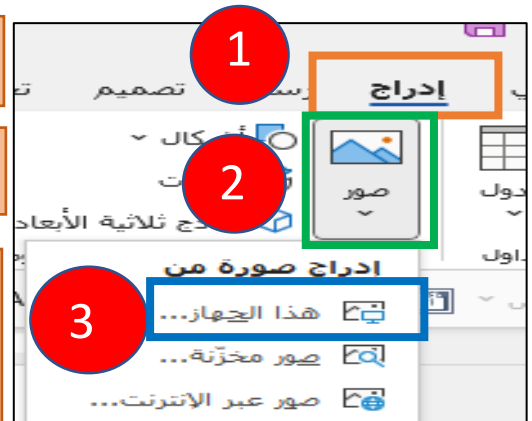 1
إدراج
تصميم
2
صور
أشكال
ثلاثية الأبعاد
إدراج صورة من
3
هذا الجهاز...
صور مخزّنة...
صور عبر الإنترنت...